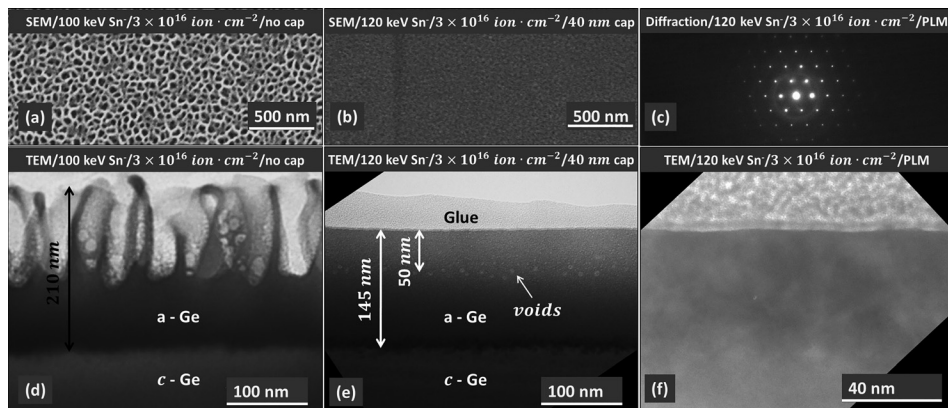 SEM/100 keV Sn⁻/3 × 10¹⁶ ion · cm⁻²/no cap
SEM/120 keV Sn⁻/3 × 10¹⁶ ion · cm⁻²/40 nm cap
Diffraction/120 keV Sn⁻/3 × 10¹⁶ ion · cm⁻²/PLM
(a)
500 nm
(b)
500 nm
(c)
TEM/100 keV Sn⁻/3 × 10¹⁶ ion · cm⁻²/no cap
TEM/120 keV Sn⁻/3 × 10¹⁶ ion · cm⁻²/40 nm cap
TEM/120 keV Sn⁻/3 × 10¹⁶ ion · cm⁻²/PLM
210 nm
a - Ge
(d)
c - Ge
100 nm
Glue
145 nm
50 nm
voids
a - Ge
(e)
c - Ge
100 nm
(f)
40 nm